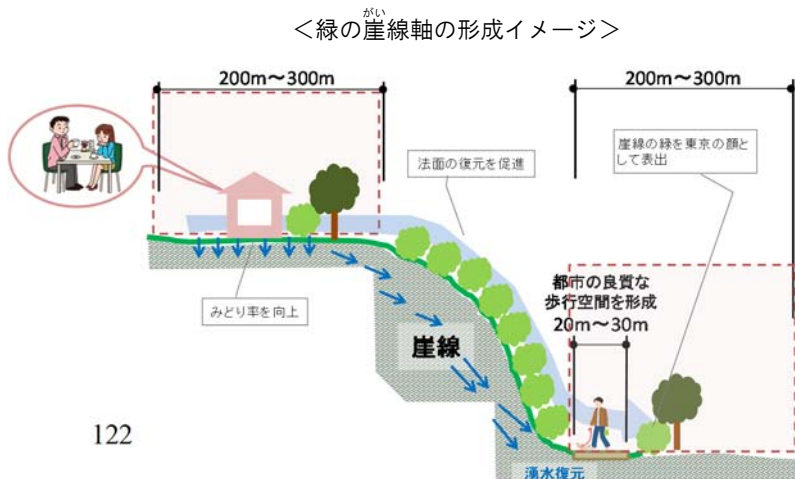 ＜緑の崖線軸の形成イメージ＞
がい
200m～300m
200m～300m
法面の復元を促進
崖線の緑を東京の顔と
して表出
都市の良質な
歩行空間を形成
20m～30m
みどり率を向上
崖線
122
湧水復元